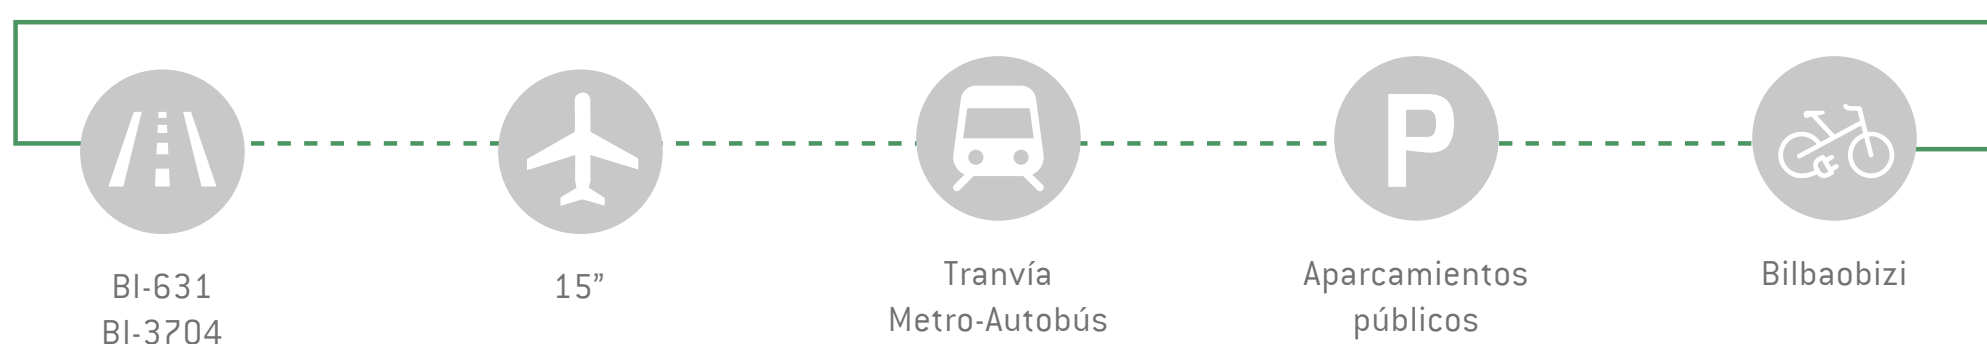 P
BI-631
BI-3704
15”
Tranvía
Metro-Autobús
Aparcamientos
públicos
Bilbaobizi